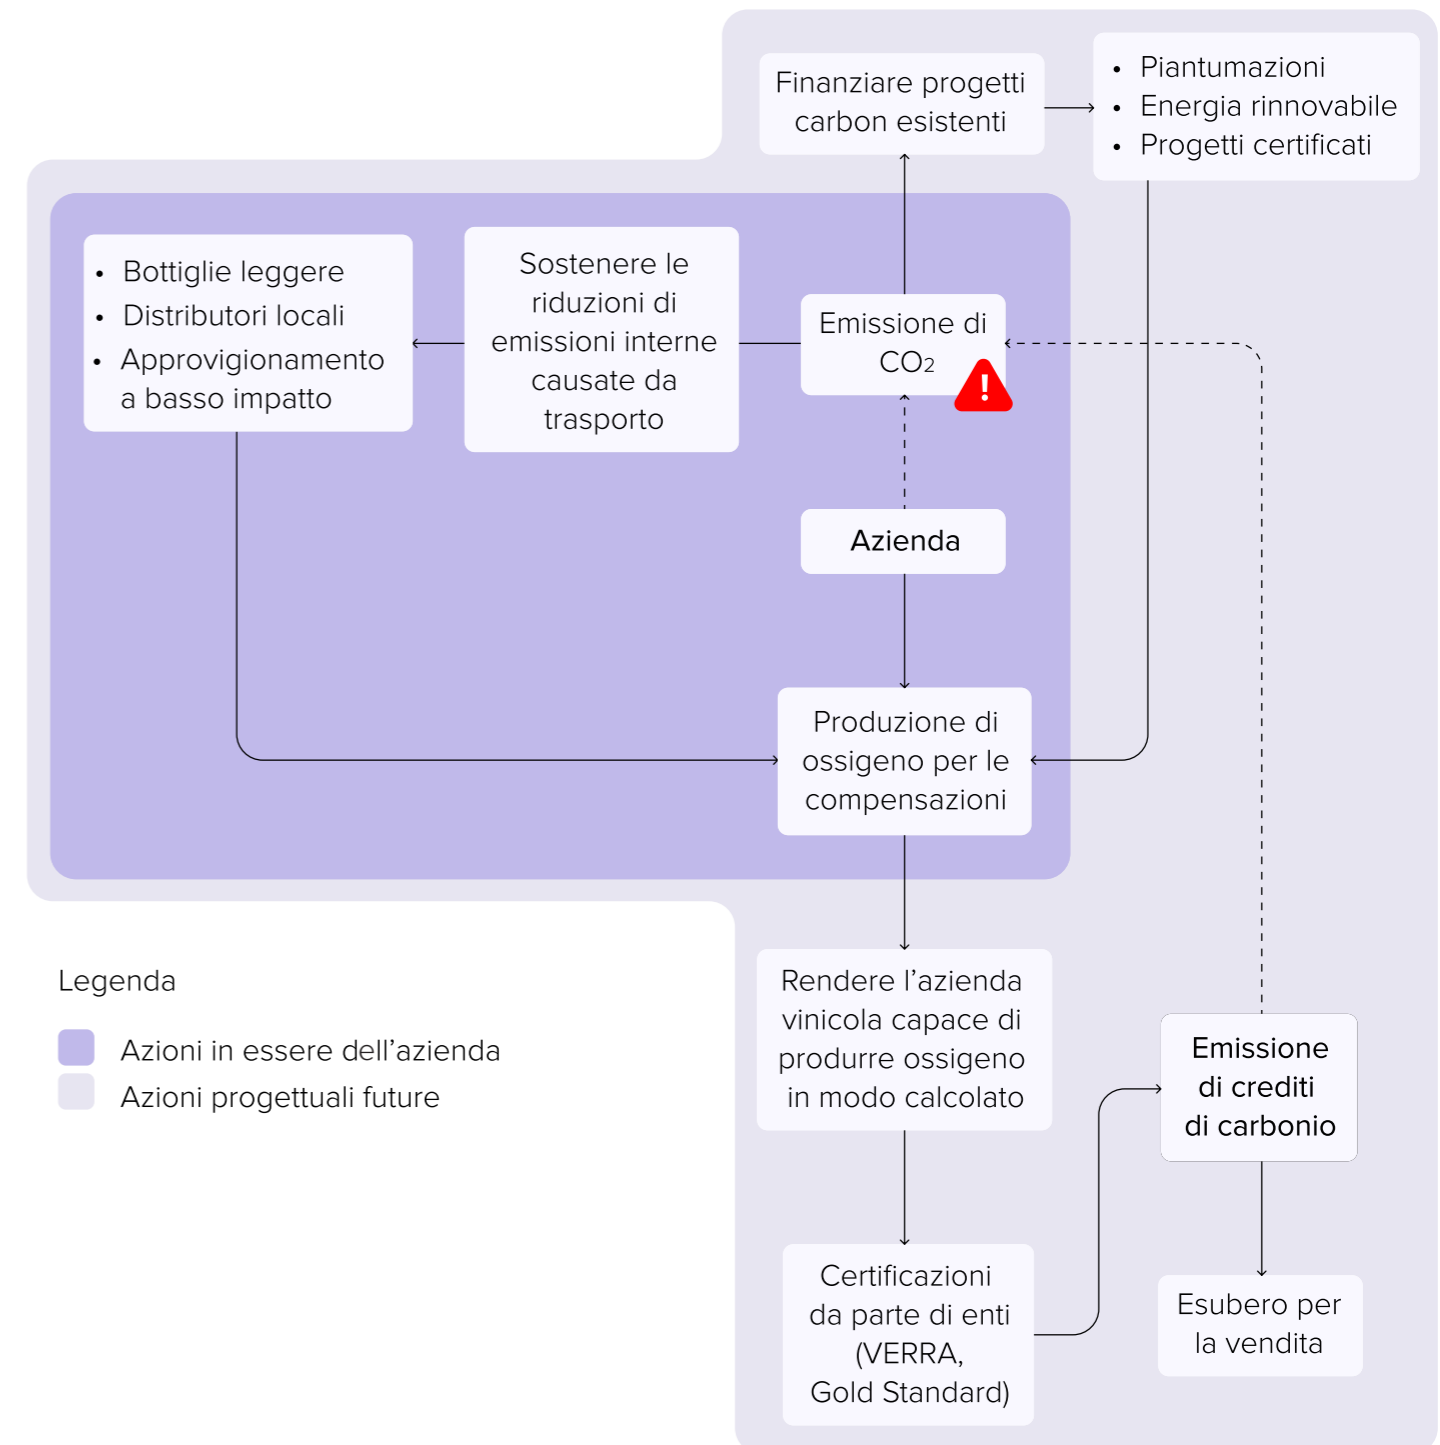 Finanziare progetti
carbon esistenti
• Piantumazioni
• Energia rinnovabile
• Progetti certificati
• Bottiglie leggere
• Distributori locali
• Approvigionamento
a basso impatto
Sostenere le
riduzioni di
emissioni interne
causate da
trasporto
Emissione di
CO2
!
Azienda
Produzione di
ossigeno per le
compensazioni
Rendere l’azienda
vinicola capace di
produrre ossigeno
in modo calcolato
Certificazioni
da parte di enti
(VERRA,
Gold Standard)
Emissione
di crediti
di carbonio
Esubero per
la vendita
Legenda
Azioni in essere dell’azienda
Azioni progettuali future